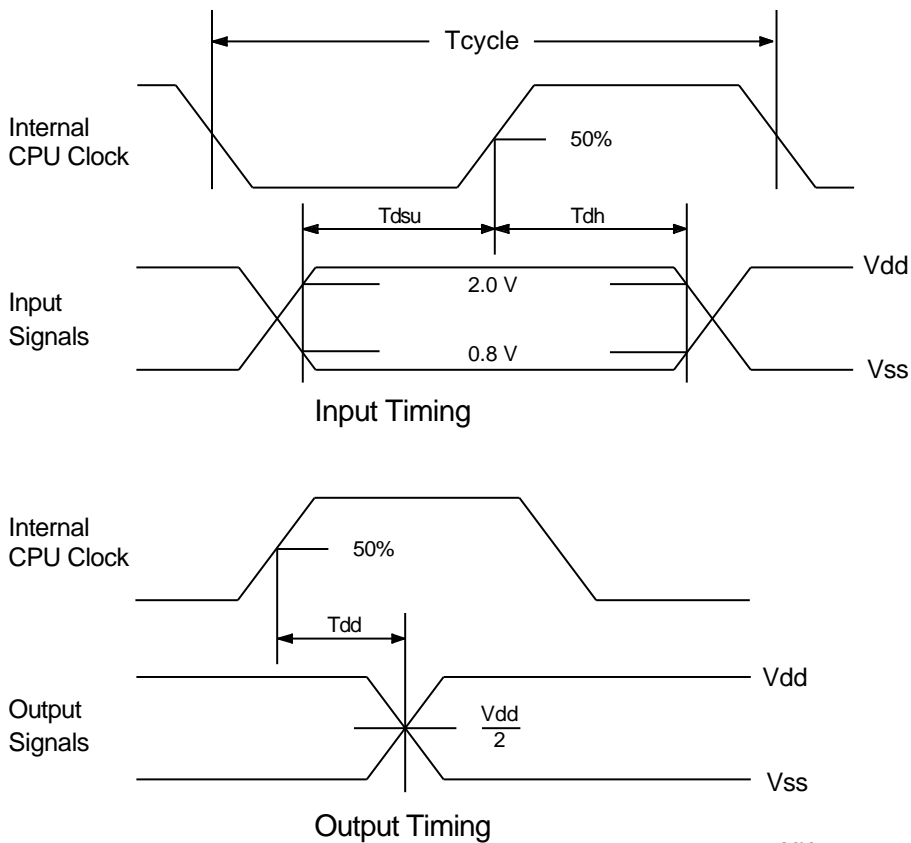 Tcycle
Internal
CPU Clock
50%
Tdsu
Tdh
Vdd
Input
Signals
2.0 V
0.8 V
Vss
Input Timing
Internal
CPU Clock
50%
Tdd
Vdd
Output
Signals
Vdd
2
Vss
Output Timing